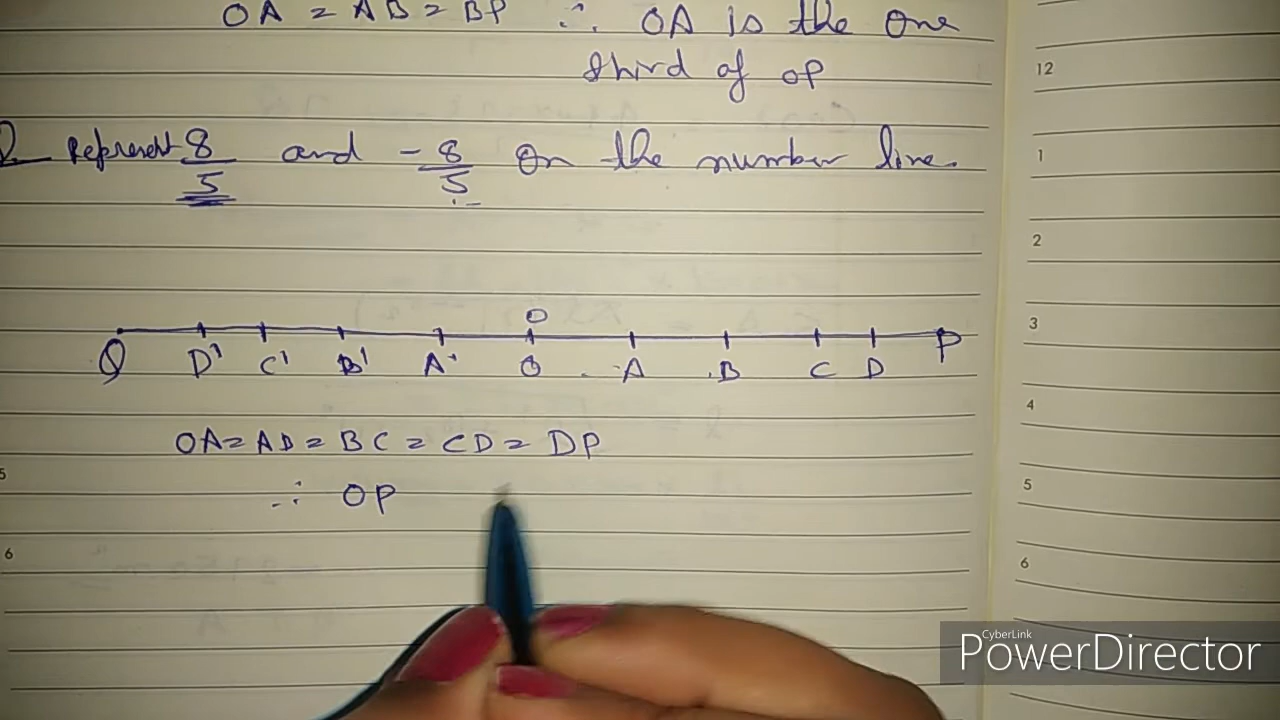 OA = AB = BP ∴ OA is the one
third of OP
12
Represent 8/5 and -8/5 on the number line.
1
2
O
3
Q D' C' B' A' O A B C D P
4
OA = AB = BC = CD = DP
5
∴ OP
5
6
6
CyberLink
PowerDirector